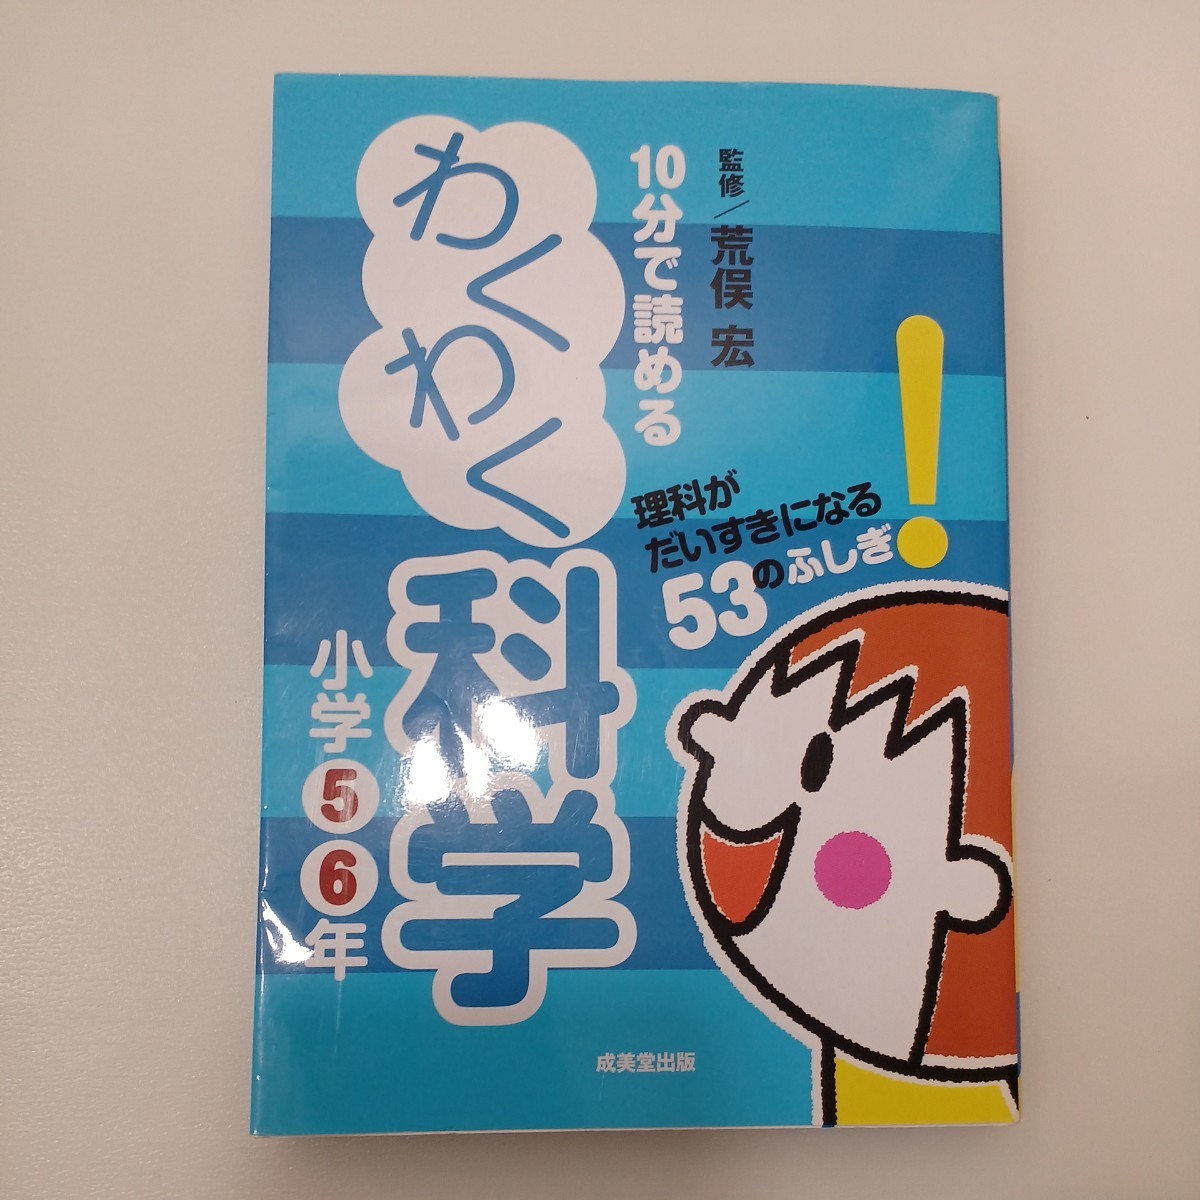 監修／荒俣 宏
10分で読める
わくわく
科学
小学56年
理科が
だいすきになる
53のふしぎ!
成美堂出版